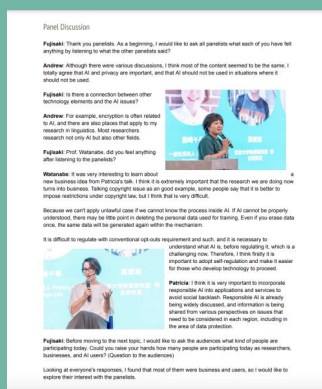 Panel Discussion
Fujisaki: Thank you panelists. As a beginning, I would like to ask all panelists what each of you have felt
anything by listening to what the other panelists said?
Andrew: Although there were various discussions, I think most of the content seemed to be the same. I
totally agree that AI and privacy are important, and that AI should not be used in situations where it
should not be used.
Fujisaki: Is there a connection between other
technology elements and the AI issues?
Andrew: For example, encryption is often related
to AI, and there are also places that apply to my
research in linguistics. Most researchers
research not only AI but also other fields.
Fujisaki: Prof. Watanabe, did you feel anything
after listening to the panelists?
Watanabe: It was very interesting to learn about a
new business idea from Patricia's talk. I think it is extremely important that the research we are doing now
turns into business. Talking copyright issue as an good example, some people say that it is better to
impose restrictions under copyright law, but I think that is very difficult.
Because we can't apply unlawful case if we cannot know the process inside AI. If AI cannot be properly
understood, there may be little point in deleting the personal data used for training. Even if you erase data
once, the same data will be generated again within the mechanism.
It is difficult to regulate with conventional opt-outs requirement and such, and it is necessary to
understand what AI is, before regulating it, which is a
challenging now. Therefore, I think firstly it is
important to adopt self-regulation and make it easier
for those who develop technology to proceed.
Patricia: I think it is very important to incorporate
responsible AI into applications and services to
avoid social backlash. Responsible AI is already
being widely discussed, and information is being
shared from various perspectives on issues that
need to be considered in each region, including in
the area of data protection.
Fujisaki: Before moving to the next topic, I would like to ask the audiences what kind of people are
participating today. Could you raise your hands how many people are participating today as researchers,
businesses, and AI users? (Question to the audiences)
Looking at everyone's responses, I found that most of them were business and users, so I would like to
explore their interest with the panelists.